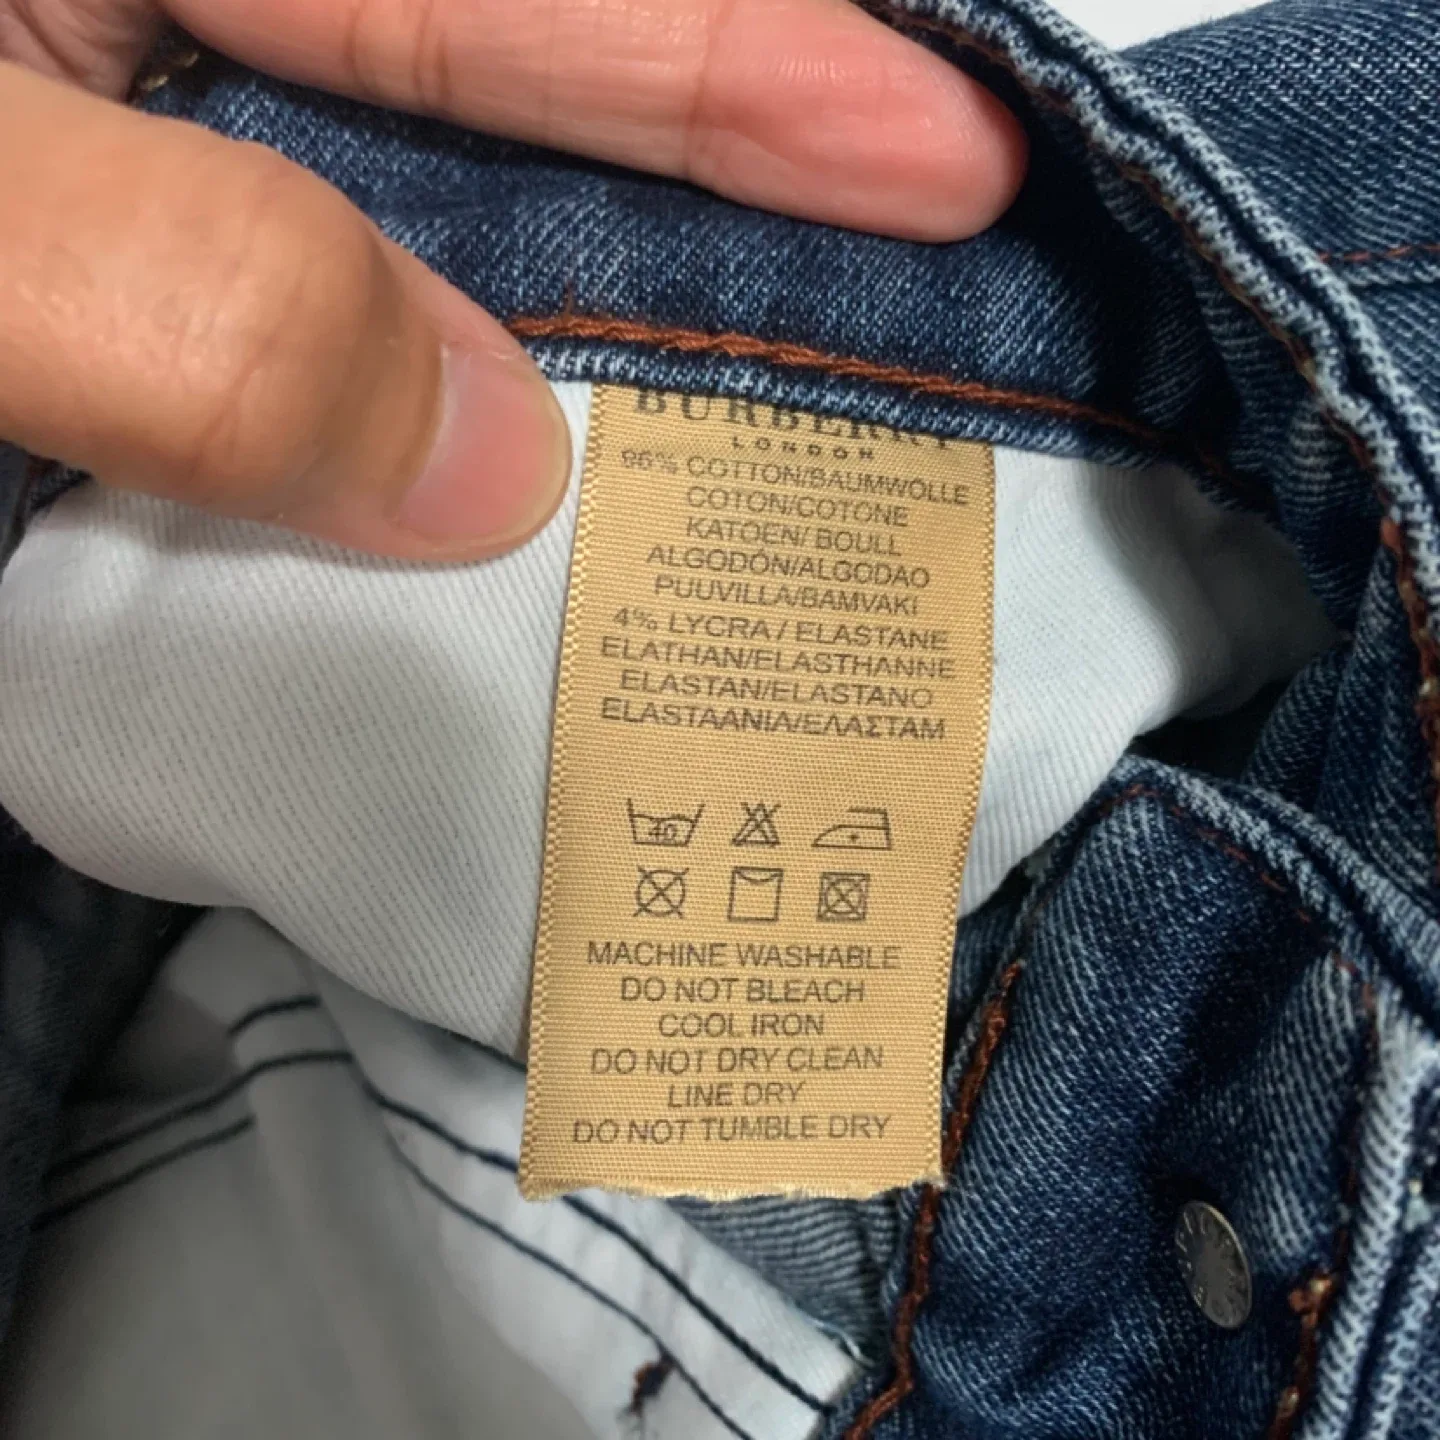 BURBERRY
LONDON
96% COTTON/BAUMWOLLE
COTON/COTONE
KATOEN/ BOULL
ALGODÓN/ALGODAO
PUUVILLA/BAMVAKI
4% LYCRA / ELASTANE
ELATHAN/ELASTHANNE
ELASTAN/ELASTANO
ELASTAANIA/ΕΛΑΣΤΑΜ
40
MACHINE WASHABLE
DO NOT BLEACH
COOL IRON
DO NOT DRY CLEAN
LINE DRY
DO NOT TUMBLE DRY